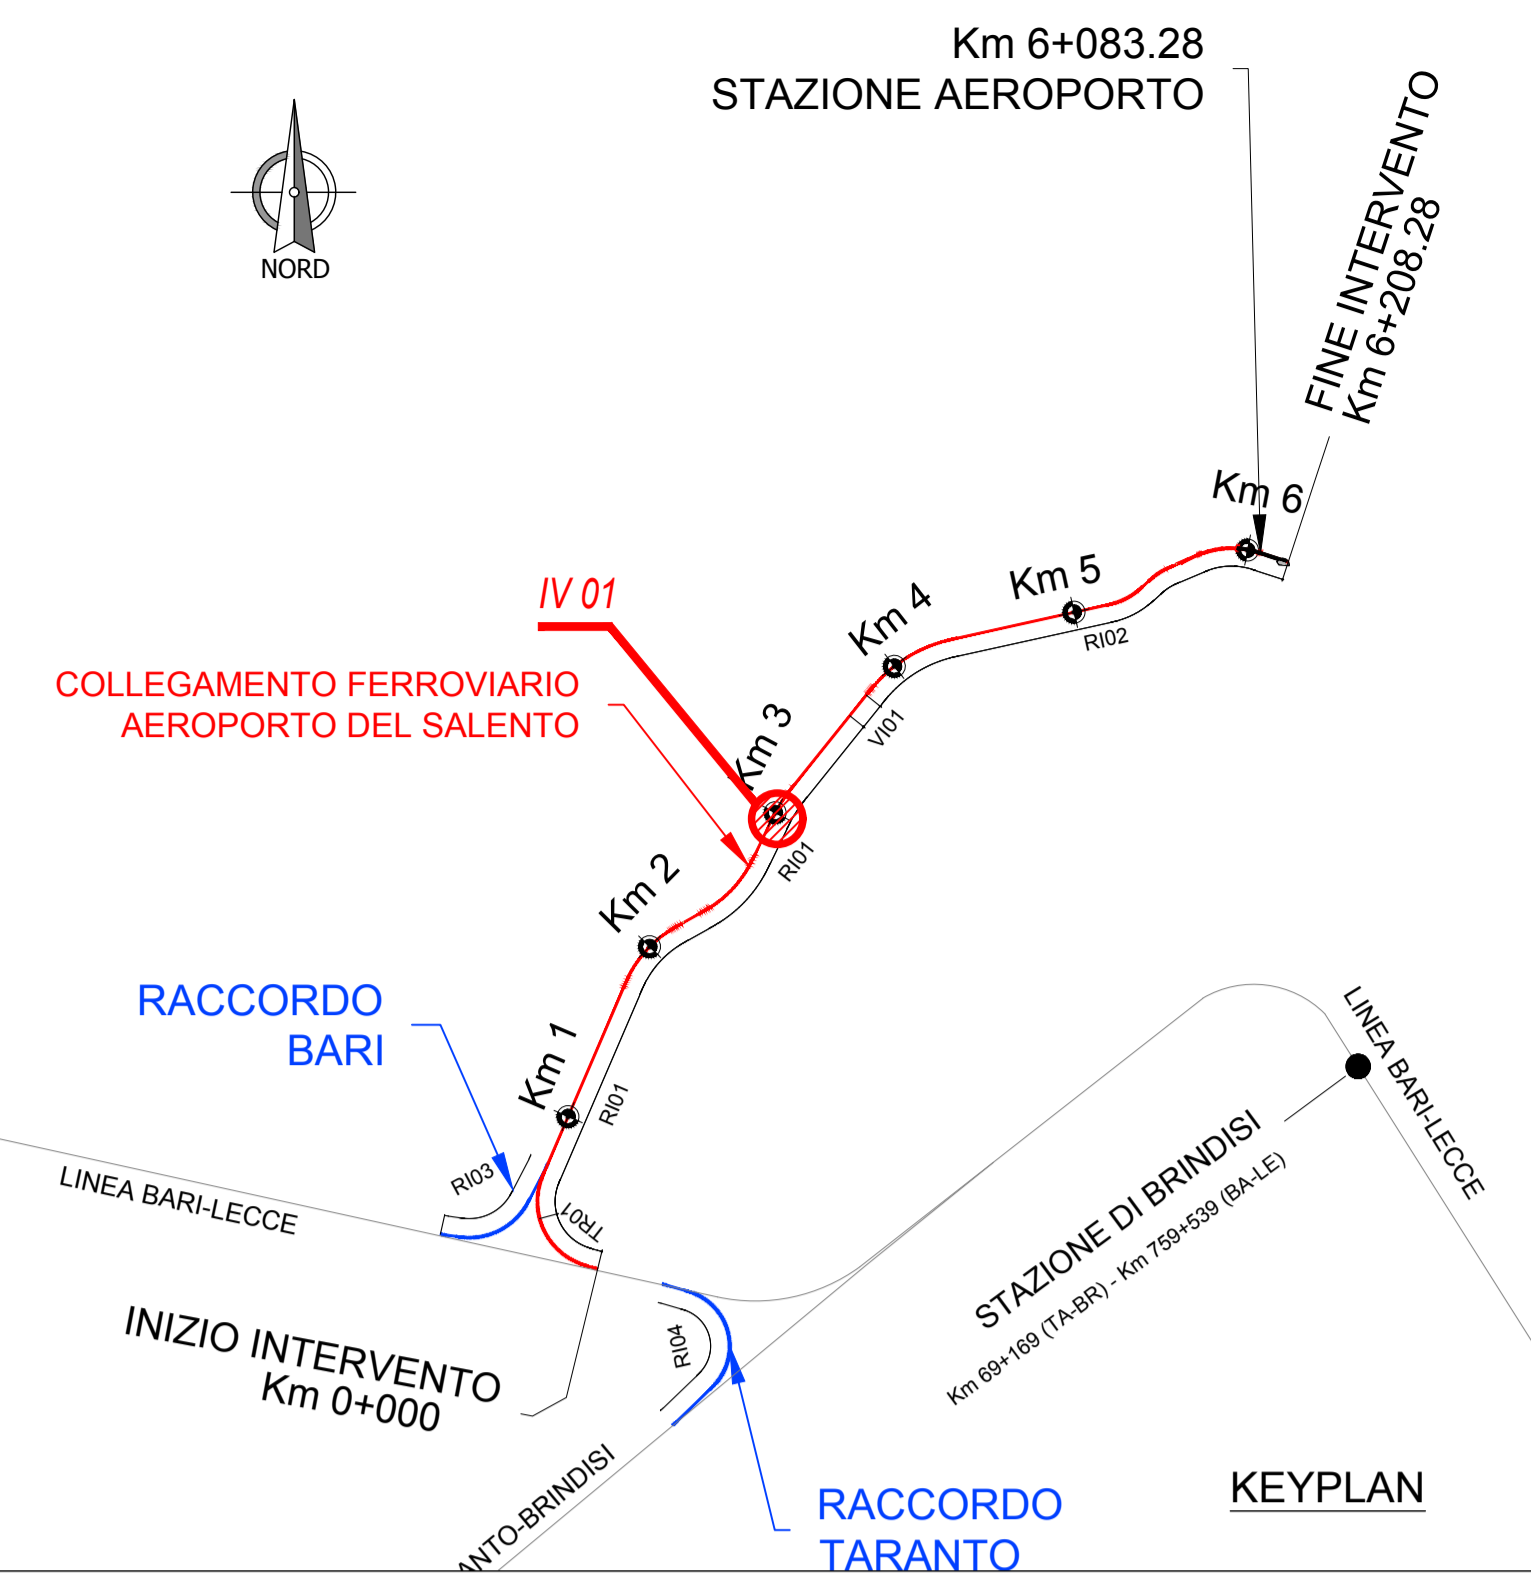 Km 6+083.28
STAZIONE AEROPORTO
FINE INTERVENTO
Km 6+208.28
NORD
Km 6
Km 5
RI02
Km 4
VI01
IV 01
COLLEGAMENTO FERROVIARIO
AEROPORTO DEL SALENTO
Km 3
RI01
Km 2
RACCORDO
BARI
Km 1
RI01
RI03
TR01
LINEA BARI-LECCE
LINEA BARI-LECCE
STAZIONE DI BRINDISI
Km 69+169 (TA-BR) - Km 759+539 (BA-LE)
INIZIO INTERVENTO
Km 0+000
RI04
ANTO-BRINDISI
RACCORDO
TARANTO
KEYPLAN